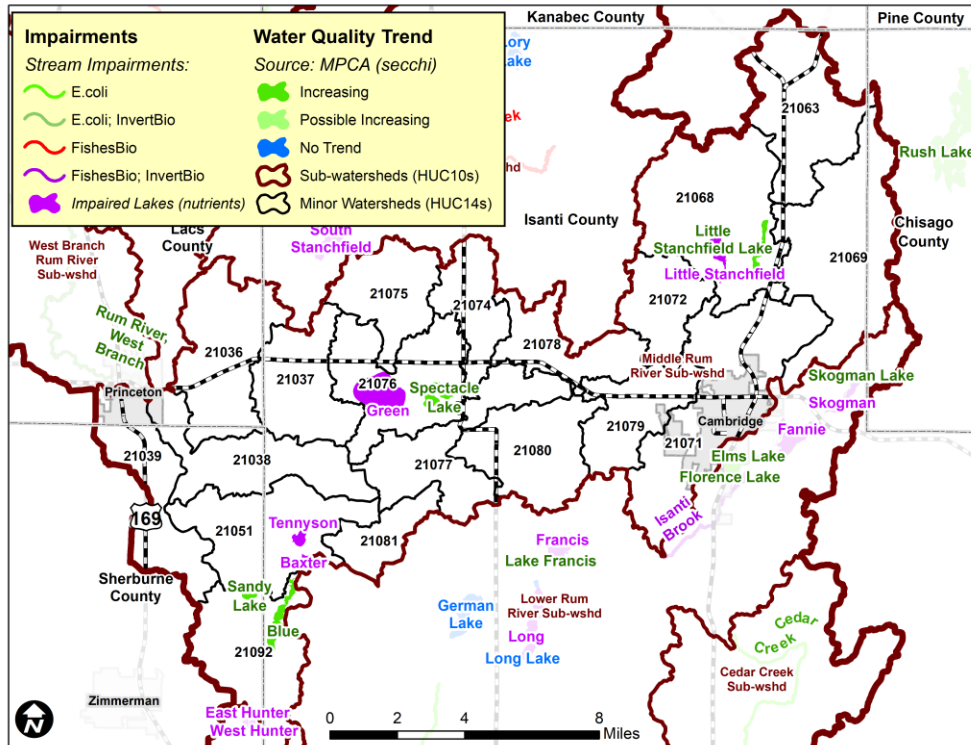 Impairments
Stream Impairments:
E.coli
E.coli; InvertBio
FishesBio
FishesBio; InvertBio
Impaired Lakes (nutrients)
Water Quality Trend
Source: MPCA (secchi)
Increasing
Possible Increasing
No Trend
Sub-watersheds (HUC10s)
Minor Watersheds (HUC14s)
Kanabec County
Pine County
ory
Lake
21063
ek
Rush Lake
hd
21068
Isanti County
Little
Stanchfield Lake
Little Stanchfield
Chisago
County
21069
Lacs
County
South
Stanchfield
West Branch
Rum River
Sub-wshd
21075
21074
21072
Rum River,
West
Branch
21036
21037
21078
Middle Rum
River Sub-wshd
21076
Green
Spectacle
Lake
Skogman Lake
Skogman
Princeton
Cambridge
Fannie
21039
21038
21077
21080
21079
21071
Elms Lake
Florence Lake
169
21051
Tennyson
Baxter
21081
Isanti
Brook
Francis
Lake Francis
Sherburne
County
Sandy
Lake
Blue
21092
German
Lake
Lower Rum
River Sub-wshd
Long
Long Lake
Cedar
Creek
Cedar Creek
Sub-wshd
Zimmerman
East Hunter
West Hunter
N
0 2 4 8
Miles